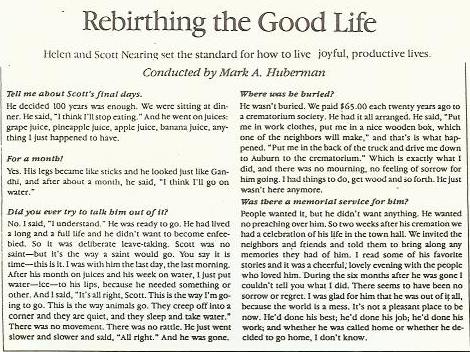 Rebirthing the Good Life
Helen and Scott Nearing set the standard for how to live joyful, productive lives.
Conducted by Mark A. Huberman
Tell me about Scott's final days.
He decided 100 years was enough. We were sitting at din-
ner. He said, "I think I'll stop eating." And he went on juices:
grape juice, pineapple juice, apple juice, banana juice, any-
thing I just happened to have.
For a month!
Yes. His legs became like sticks and he looked just like Gan-
dhi, and after about a month, he said, "I think I'll go on
water."
Did you ever try to talk him out of it?
No. I said, "I understand." He was ready to go. He had lived
a long and a full life and he didn't want to become enfee-
bled. So it was deliberate leave-taking. Scott was no
saint—but it's the way a saint would go. You say it is
time—this is it. I was with him the last day, the last morning.
After his month on juices and his week on water, I just put
water—ice—to his lips, because he needed something or
other. And I said, "It's all right, Scott. This is the way I'm go-
ing to go. This is the way animals go. They creep off into a
corner and they are quiet, and they sleep and take water."
There was no movement. There was no rattle. He just went
slower and slower and said, "All right." And he was gone.
Where was he buried?
He wasn't buried. We paid $65.00 each twenty years ago to
a crematorium society. He had it all arranged. He said, "Put
me in work clothes, put me in a nice wooden box, which
one of the neighbors will make," and that's is what hap-
pened. "Put me in the back of the truck and drive me down
to Auburn to the crematorium." Which is exactly what I
did, and there was no mourning, no feeling of sorrow for
him going. I had things to do, get wood and so forth. He just
wasn't here anymore.
Was there a memorial service for him?
People wanted it, but he didn't want anything. He wanted
no preaching over him. So two weeks after his cremation we
had a celebration of his life in the town hall. We invited the
neighbors and friends and told them to bring along any
memories they had of him. I read some of his favorite
stories and it was a cheerful, lovely evening with the people
who loved him. During the six months after he was gone I
couldn't tell you what I did. There seems to have been no
sorrow or regret. I was glad for him that he was out of it all,
because the world is a mess. It's not a pleasant place to be
now. He'd done his best; he'd done his job; he'd done his
work; and whether he was called home or whether he de-
cided to go home, I don't know.